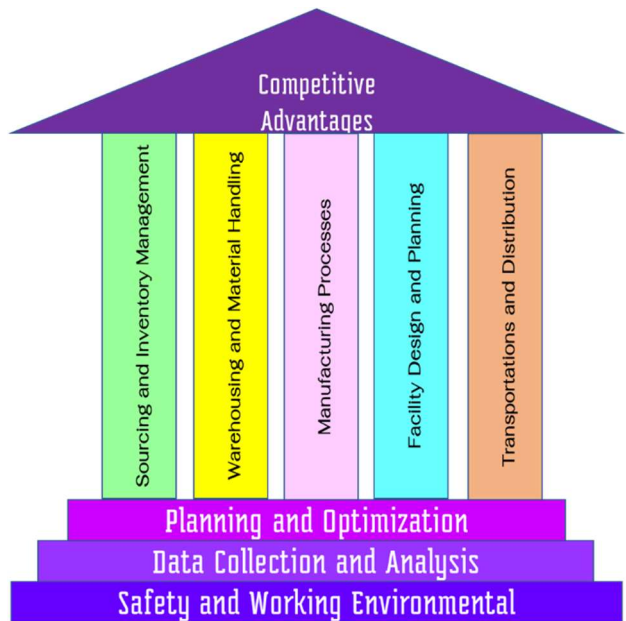 Competitive
Advantages
Sourcing and Inventory Management
Warehousing and Material Handling
Manufacturing Processes
Facility Design and Planning
Transportations and Distribution
Planning and Optimization
Data Collection and Analysis
Safety and Working Environmental